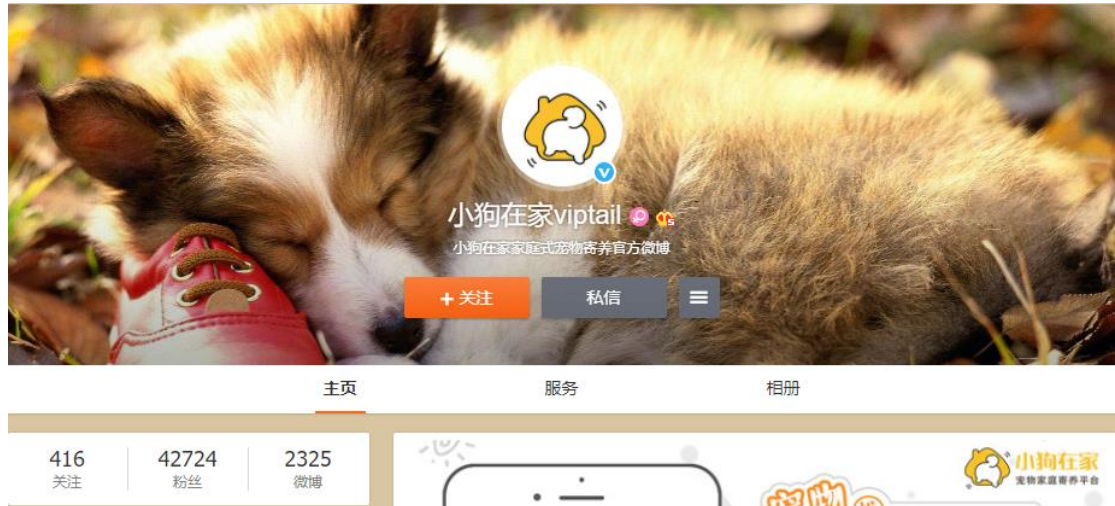 小狗在家viptail
小狗在家家庭式宠物寄养官方微博
+关注 私信
主页 服务 相册
416 42724 2325
关注 粉丝 微博
小狗在家
宠物家庭寄养平台